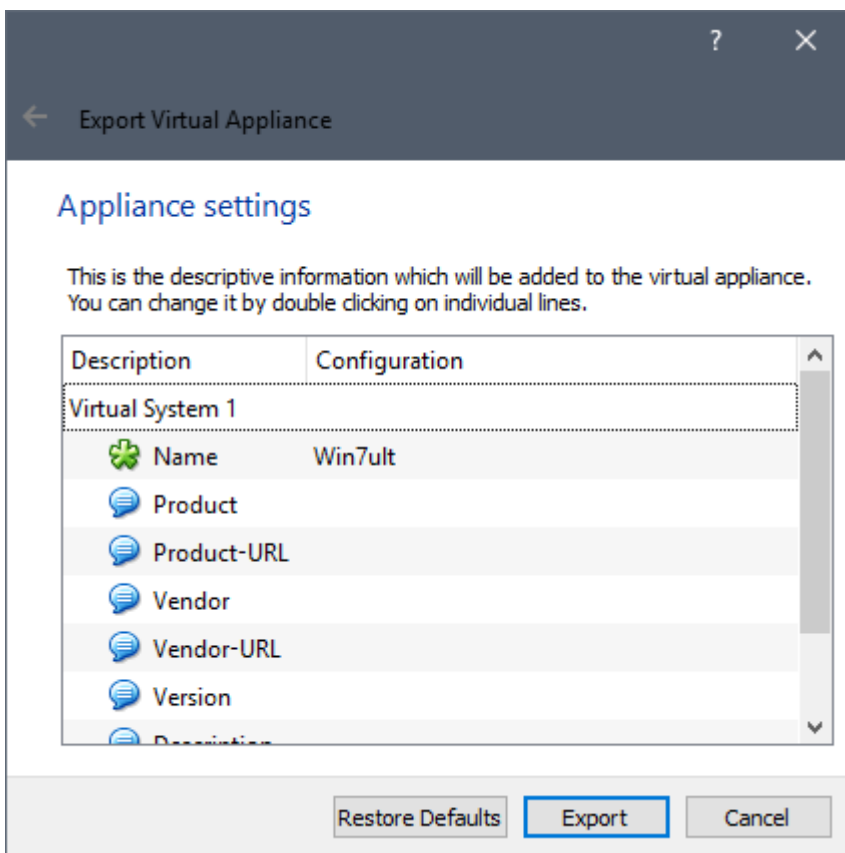 ?
Export Virtual Appliance
Appliance settings
This is the descriptive information which will be added to the virtual appliance.
You can change it by double clicking on individual lines.
Description Configuration
Virtual System 1
Name Win7ult
Product
Product-URL
Vendor
Vendor-URL
Version
Description
Restore Defaults Export Cancel